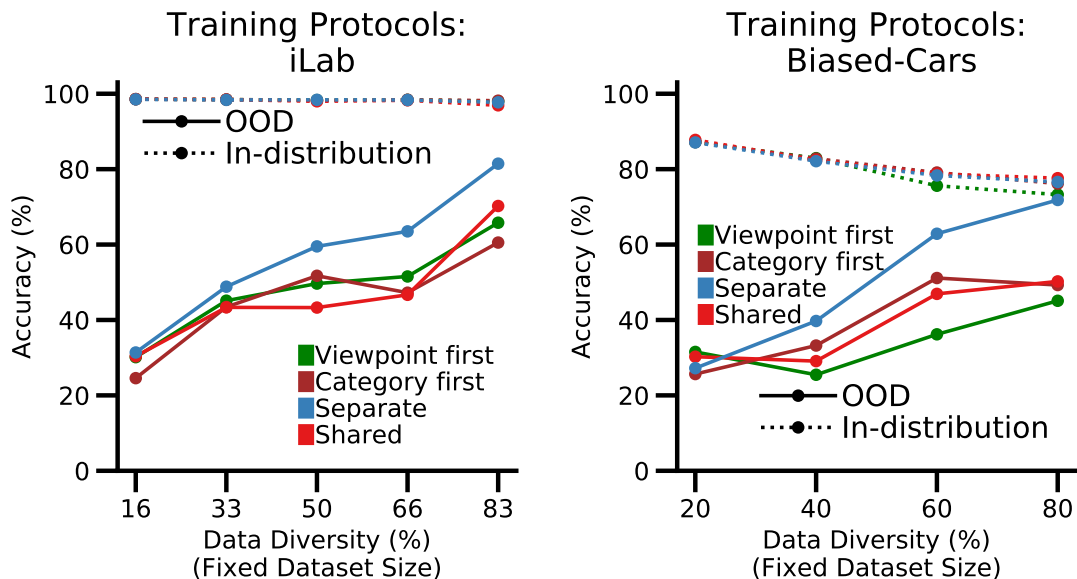 Training Protocols:
iLab
100
80
60
40
20
0
Accuracy (%)
OOD
In-distribution
Viewpoint first
Category first
Separate
Shared
16 33 50 66 83
Data Diversity (%)
(Fixed Dataset Size)
Training Protocols:
Biased-Cars
100
80
60
40
20
0
Accuracy (%)
Viewpoint first
Category first
Separate
Shared
OOD
In-distribution
20 40 60 80
Data Diversity (%)
(Fixed Dataset Size)